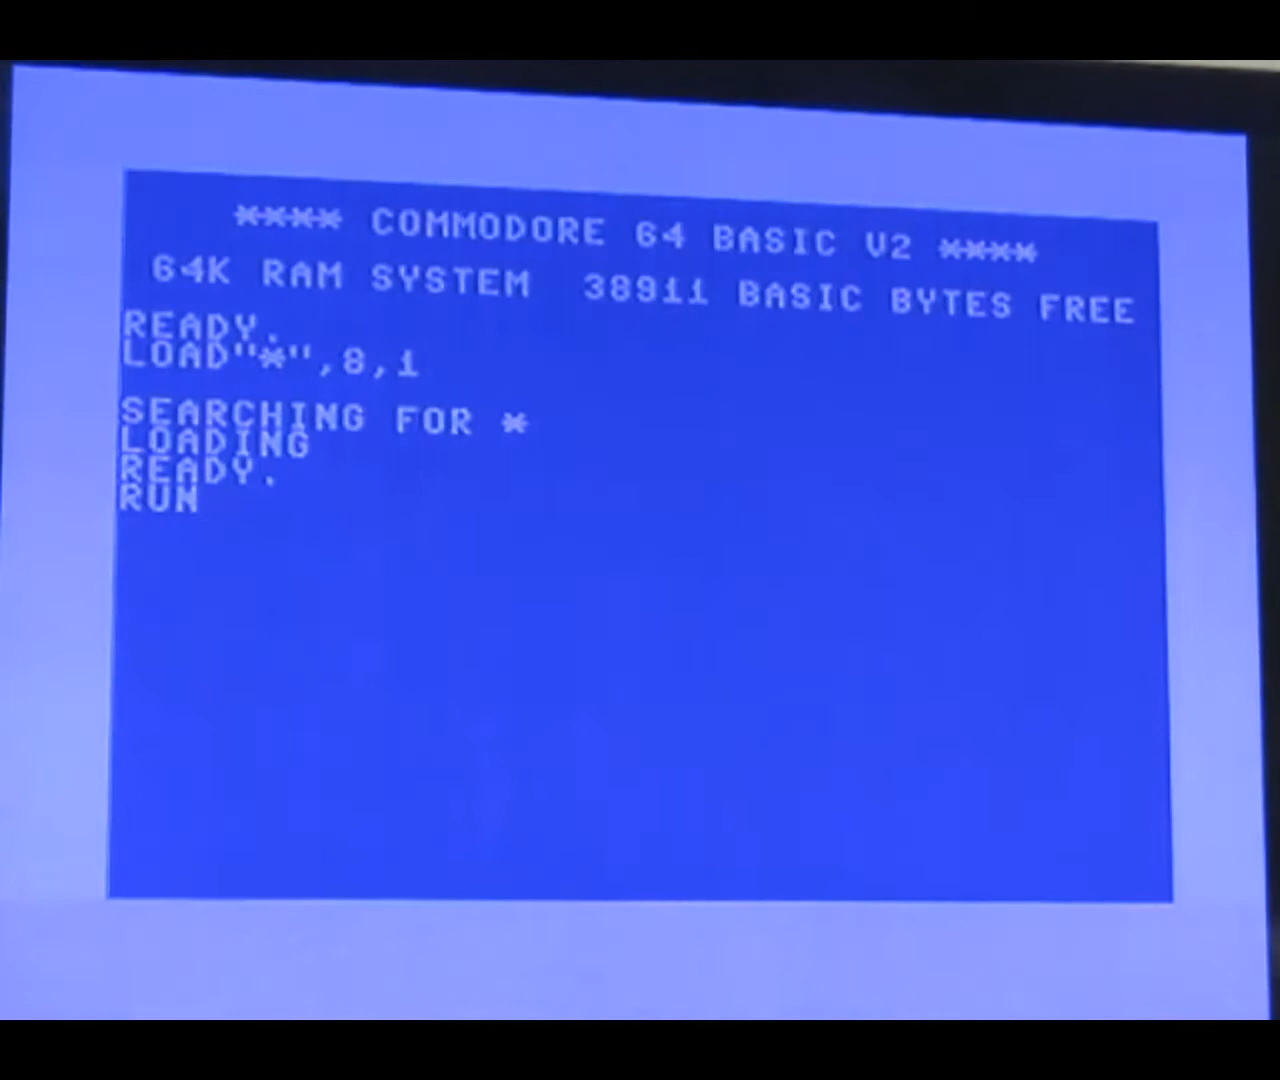 **** COMMODORE 64 BASIC V2 ****
64K RAM SYSTEM  38911 BASIC BYTES FREE
READY.
LOAD"*",8,1
SEARCHING FOR *
LOADING
READY.
RUN